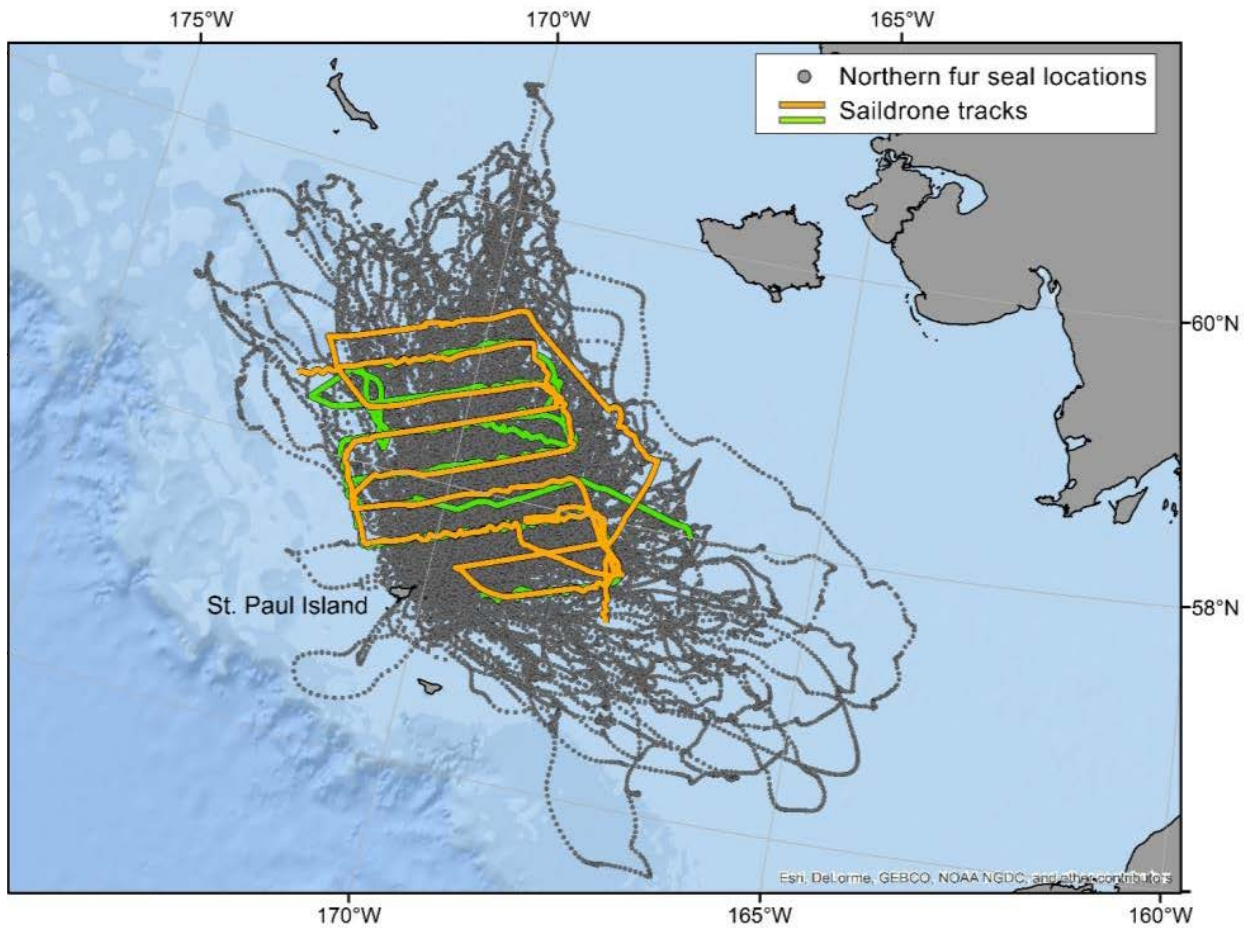 175°W
170°W
165°W
Northern fur seal locations
Saildrone tracks
60°N
St. Paul Island
58°N
Esri, DeLorme, GEBCO, NOAA NGDC, and other contributors
170°W
165°W
160°W